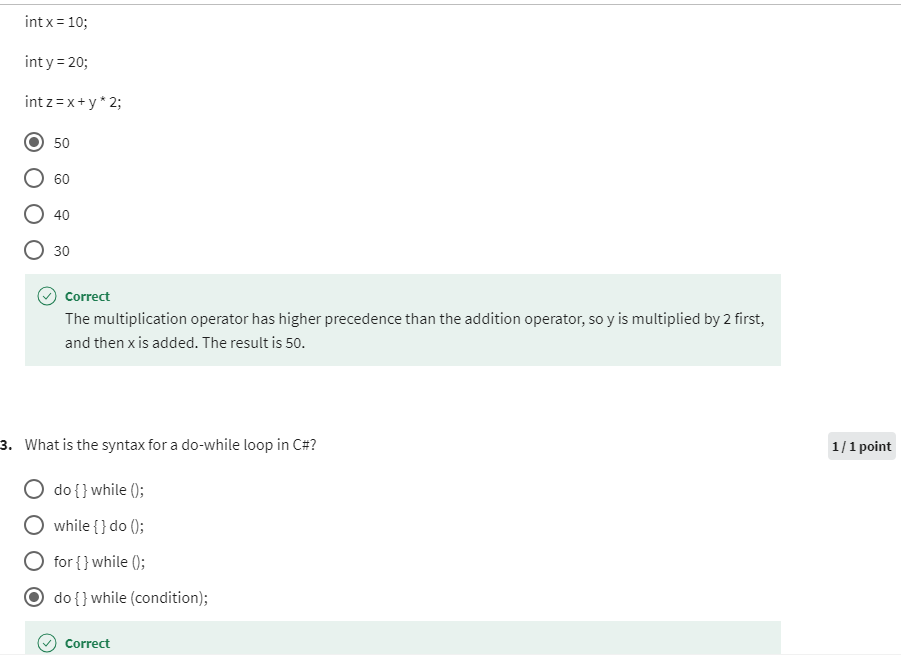 int x = 10;
int y = 20;
int z = x + y * 2;
50
60
40
30
Correct
The multiplication operator has higher precedence than the addition operator, so y is multiplied by 2 first,
and then x is added. The result is 50.
3. What is the syntax for a do-while loop in C#?
1 / 1 point
do { } while ();
while { } do ();
for { } while ();
do { } while (condition);
Correct